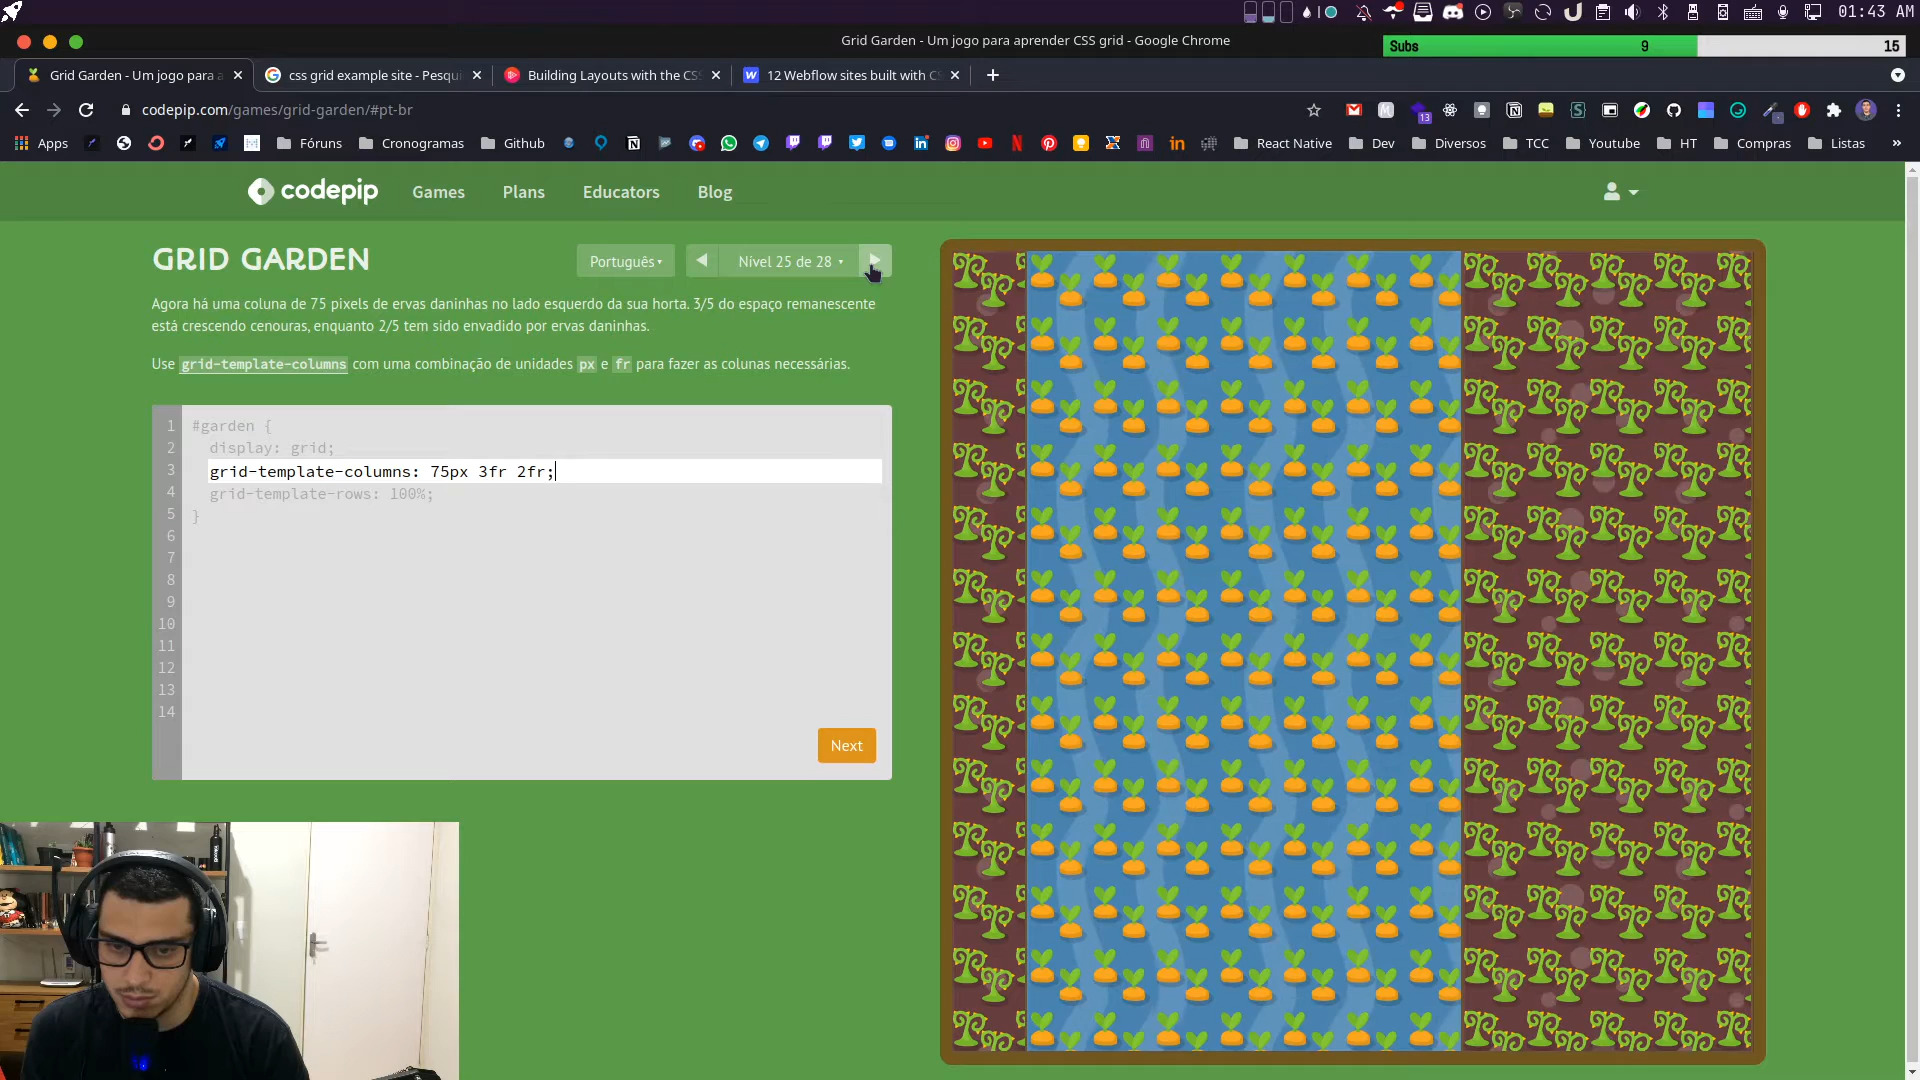 01:43 AM
Grid Garden - Um jogo para aprender CSS grid - Google Chrome
Subs 9 15
Grid Garden - Um jogo para a
css grid example site - Pesqui
Building Layouts with the CSS
12 Webflow sites built with CS
codepip.com/games/grid-garden/#pt-br
13
Apps
Fóruns
Cronogramas
Github
React Native
Dev
Diversos
TCC
Youtube
HT
Compras
Listas
codepip
Games
Plans
Educators
Blog
GRID GARDEN
Português
Nível 25 de 28
Agora há uma coluna de 75 pixels de ervas daninhas no lado esquerdo da sua horta. 3/5 do espaço remanescente
está crescendo cenouras, enquanto 2/5 tem sido envadido por ervas daninhas.
Use grid-template-columns com uma combinação de unidades px e fr para fazer as colunas necessárias.
1 #garden {
2 display: grid;
3 grid-template-columns: 75px 3fr 2fr;
4 grid-template-rows: 100%;
5 }
6
7
8
9
10
11
12
13
14
Next